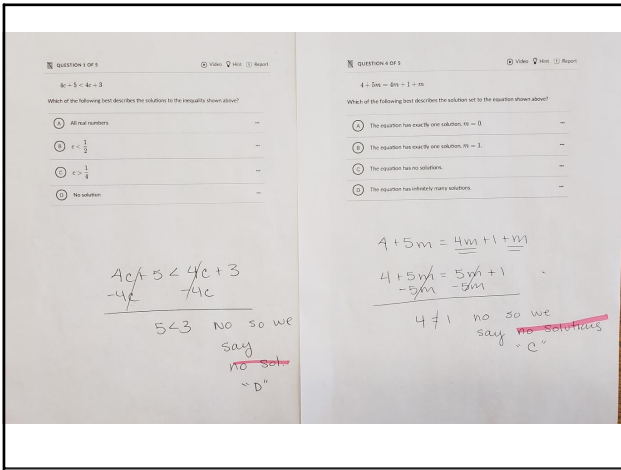 QUESTION 1 OF 5
Video Hint Report
4c + 5 < 4c + 3
Which of the following best describes the solutions to the inequality shown above?
A All real numbers
B c < 1/2
C c > 1/4
D No solution
4c + 5 < 4c + 3
-4c -4c
5<3 No so we
say
no sol.
"D"
QUESTION 4 OF 5
Video Hint Report
4 + 5m = 4m + 1 + m
Which of the following best describes the solution set to the equation shown above?
A The equation has exactly one solution, m = 0.
B The equation has exactly one solution, m = 1.
C The equation has no solutions.
D The equation has infinitely many solutions.
4 + 5m = 4m + 1 + m
4 + 5m = 5m + 1
-5m -5m
4 ≠ 1 no so we
say no solutions
"C"